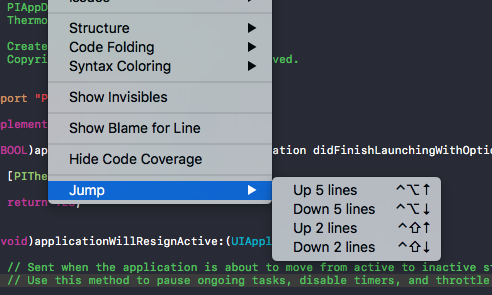 PIAppD
Thermo
Structure ▶
Create
Code Folding ▶
Copyri
Syntax Coloring ▶
ved.
Show Invisibles
port "P
plement
Show Blame for Line
BOOL)ap
ation didFinishLaunchingWithOptio
Hide Code Coverage
[PIThe
Jump ▶
return
Up 5 lines ⌃⌥↑
Down 5 lines ⌃⌥↓
Up 2 lines ⌃⇧↑
Down 2 lines ⌃⇧↓
void)applicationWillResignActive:(UIAppl
// Sent when the application is about to move from active to inactive st
// Use this method to pause ongoing tasks, disable timers, and throttle